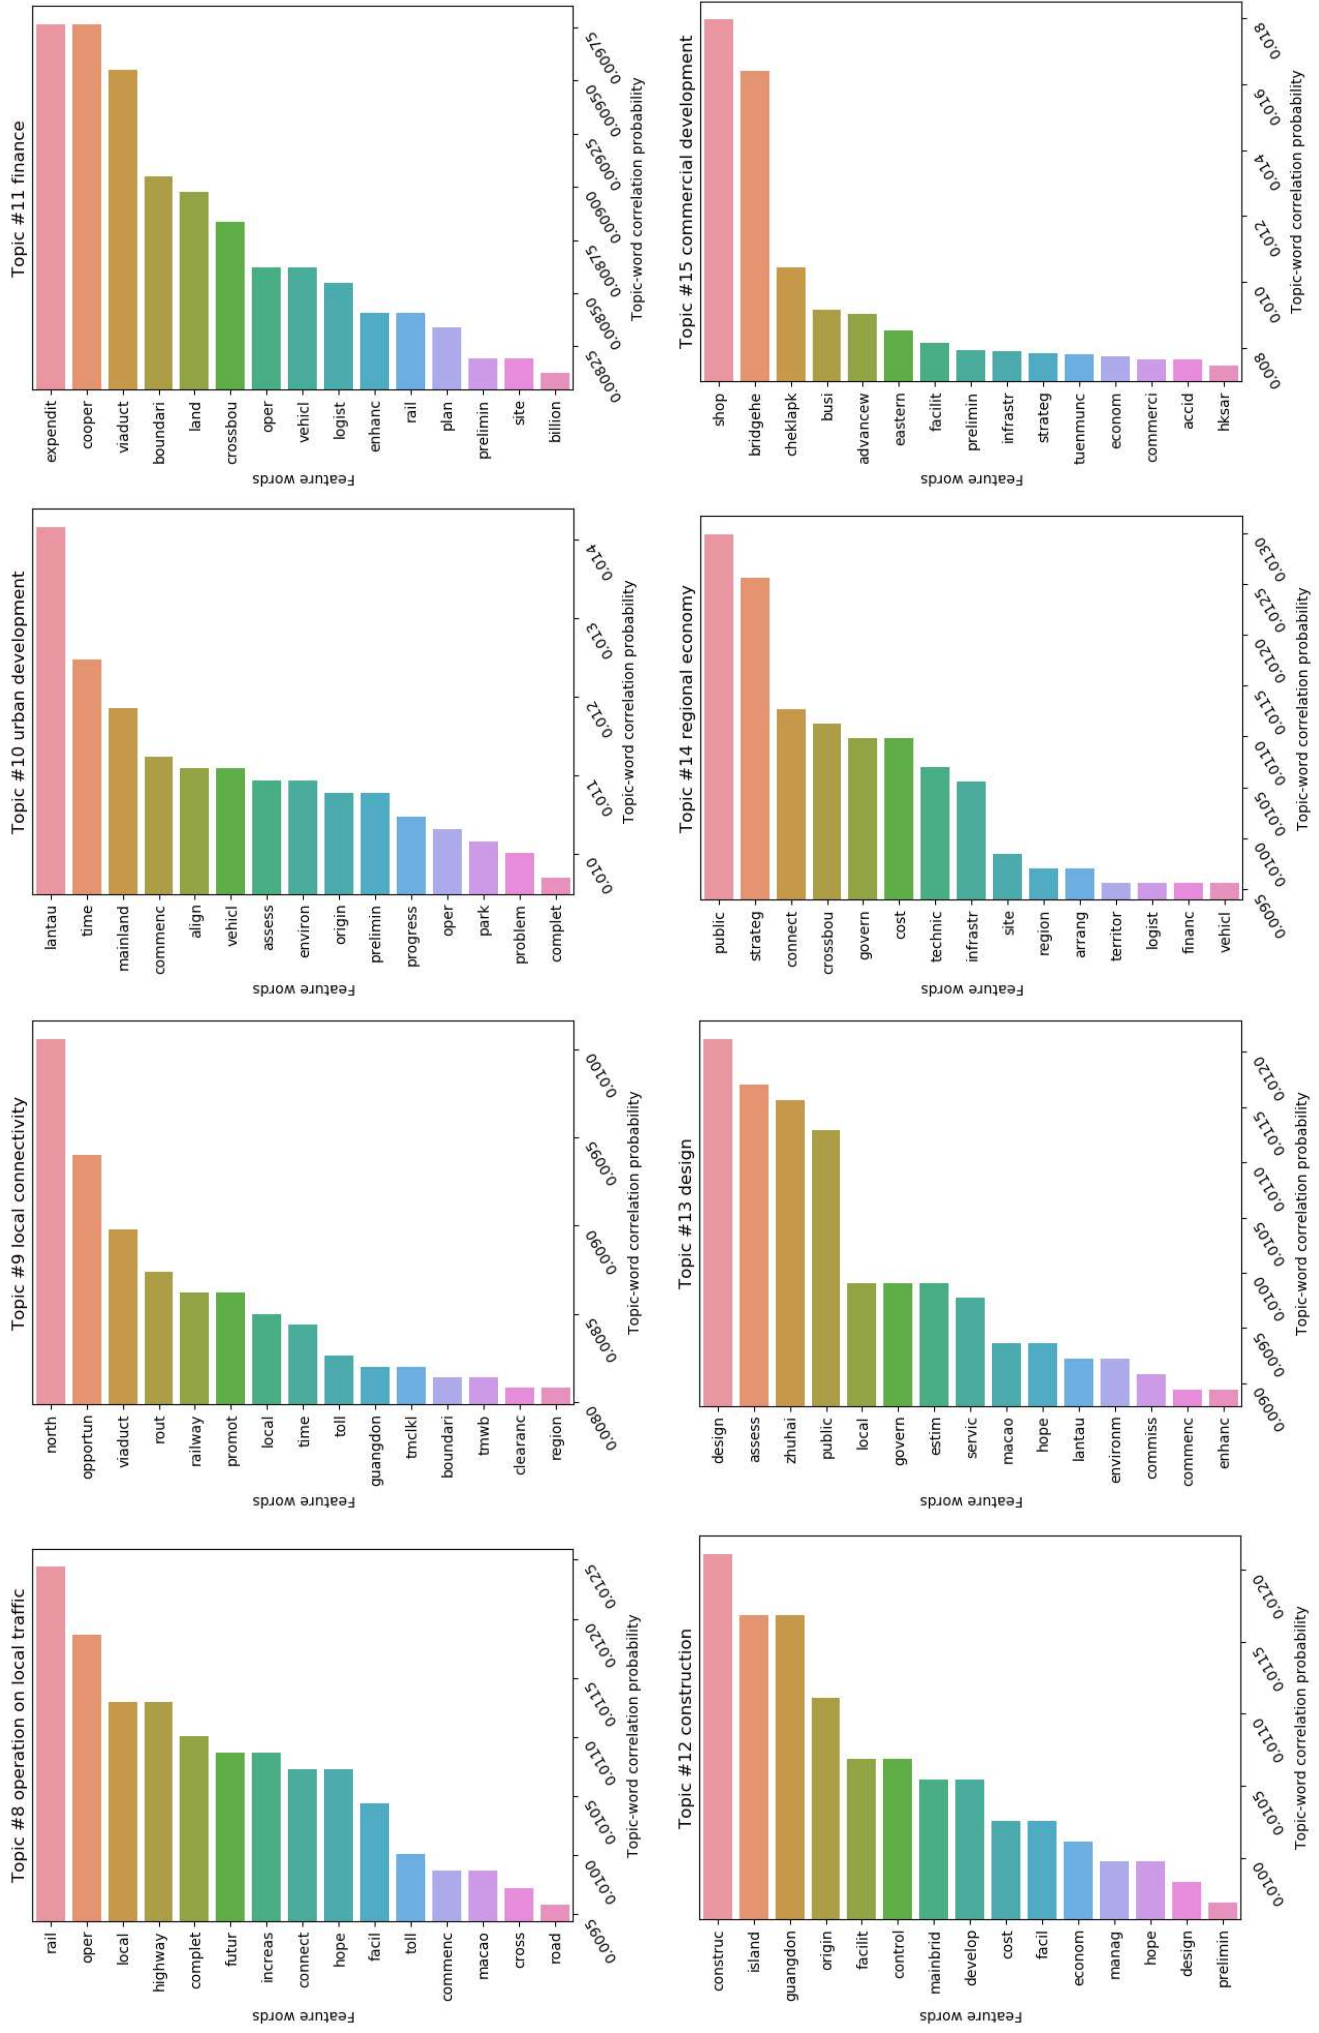 Topic #11 finance
expendit
cooper
viaduct
boundari
land
crossbou
oper
vehicl
logist
enhanc
rail
plan
prelimin
site
billion
Feature words
0.00825
0.00850
0.00875
0.00900
0.00925
0.00950
0.00975
Topic-word correlation probability
Topic #15 commercial development
shop
bridgehe
cheklapk
busi
advancew
eastern
facilit
prelimin
infrastr
strateg
tuenmunc
econom
commerci
accid
hksar
Feature words
0.008
0.010
0.012
0.014
0.016
0.018
Topic-word correlation probability
Topic #10 urban development
lantau
time
mainland
commenc
align
vehicl
assess
environ
origin
prelimin
progress
oper
park
problem
complet
Feature words
0.010
0.011
0.012
0.013
0.014
Topic-word correlation probability
Topic #14 regional economy
public
strateg
connect
crossbou
govern
cost
technic
infrastr
site
region
arrang
territor
logist
financ
vehicl
Feature words
0.0095
0.0100
0.0105
0.0110
0.0115
0.0120
0.0125
0.0130
Topic-word correlation probability
Topic #9 local connectivity
north
opportun
viaduct
rout
railway
promot
local
time
toll
guangdon
tmclkl
boundari
tmwb
clearanc
region
Feature words
0.0080
0.0085
0.0090
0.0095
0.0100
Topic-word correlation probability
Topic #13 design
design
assess
zhuhai
public
local
govern
estim
servic
macao
hope
lantau
environm
commiss
commenc
enhanc
Feature words
0.0090
0.0095
0.0100
0.0105
0.0110
0.0115
0.0120
Topic-word correlation probability
Topic #8 operation on local traffic
rail
oper
local
highway
complet
futur
increas
connect
hope
facil
toll
commenc
macao
cross
road
Feature words
0.0095
0.0100
0.0105
0.0110
0.0115
0.0120
0.0125
Topic-word correlation probability
Topic #12 construction
construc
island
guangdon
origin
facilit
control
mainbrid
develop
cost
facil
econom
manag
hope
design
prelimin
Feature words
0.0100
0.0105
0.0110
0.0115
0.0120
Topic-word correlation probability